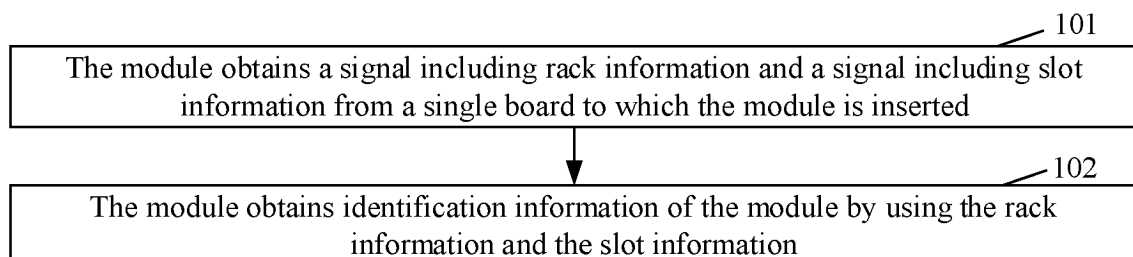 101
The module obtains a signal including rack information and a signal including slot
information from a single board to which the module is inserted
102
The module obtains identification information of the module by using the rack
information and the slot information